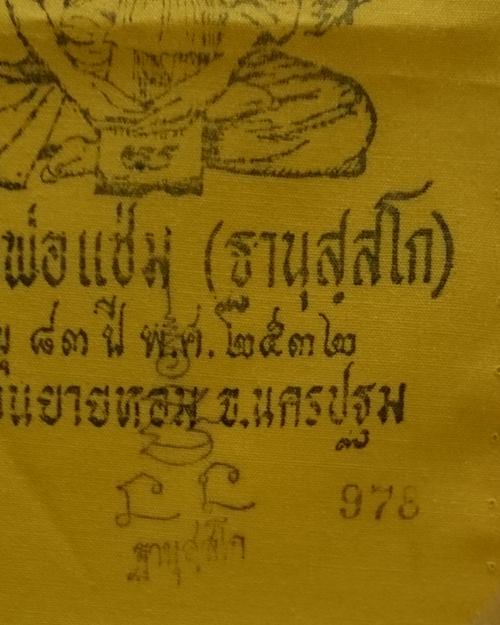 พ่อแช่ม (ฐานุสฺสโก)
๘๓ ปี พ.ศ. ๒๕๓๒
ยายหอม จ.นครปฐม
978
ฐานุสฺสโก